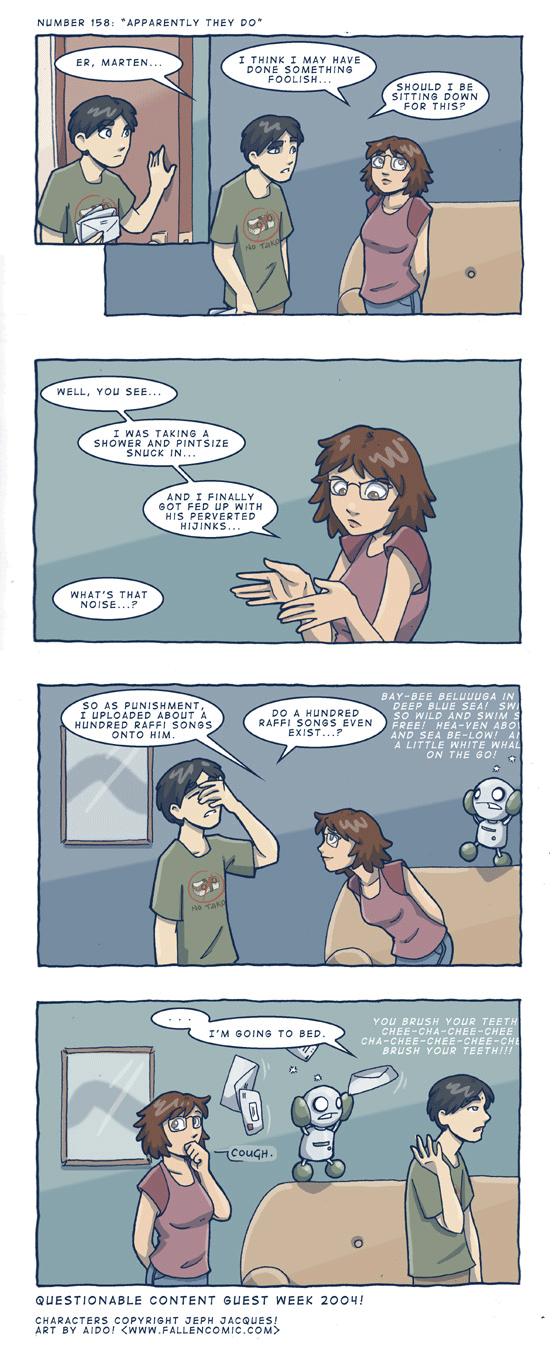 NUMBER 158: "APPARENTLY THEY DO"
ER, MARTEN...
I THINK I MAY HAVE
DONE SOMETHING
FOOLISH...
SHOULD I BE
SITTING DOWN
FOR THIS?
NO TAKO
WELL, YOU SEE...
I WAS TAKING A
SHOWER AND PINTSIZE
SNUCK IN...
AND I FINALLY
GOT FED UP WITH
HIS PERVERTED
HIJINKS...
WHAT'S THAT
NOISE...?
SO AS PUNISHMENT,
I UPLOADED ABOUT A
HUNDRED RAFFI SONGS
ONTO HIM.
DO A HUNDRED
RAFFI SONGS EVEN
EXIST...?
BAY-BEE BELUUUGA IN
DEEP BLUE SEA! SWI
SO WILD AND SWIM S
FREE! HEA-VEN ABO
AND SEA BE-LOW! A
A LITTLE WHITE WHAL
ON THE GO!
NO TAKO
...
I'M GOING TO BED.
YOU BRUSH YOUR TEETH
CHEE-CHA-CHEE-CHEE
CHA-CHEE-CHEE-CHEE-CHE
BRUSH YOUR TEETH!!!
COUGH.
QUESTIONABLE CONTENT GUEST WEEK 2004!
CHARACTERS COPYRIGHT JEPH JACQUES!
ART BY AIDO! <WWW.FALLENCOMIC.COM>